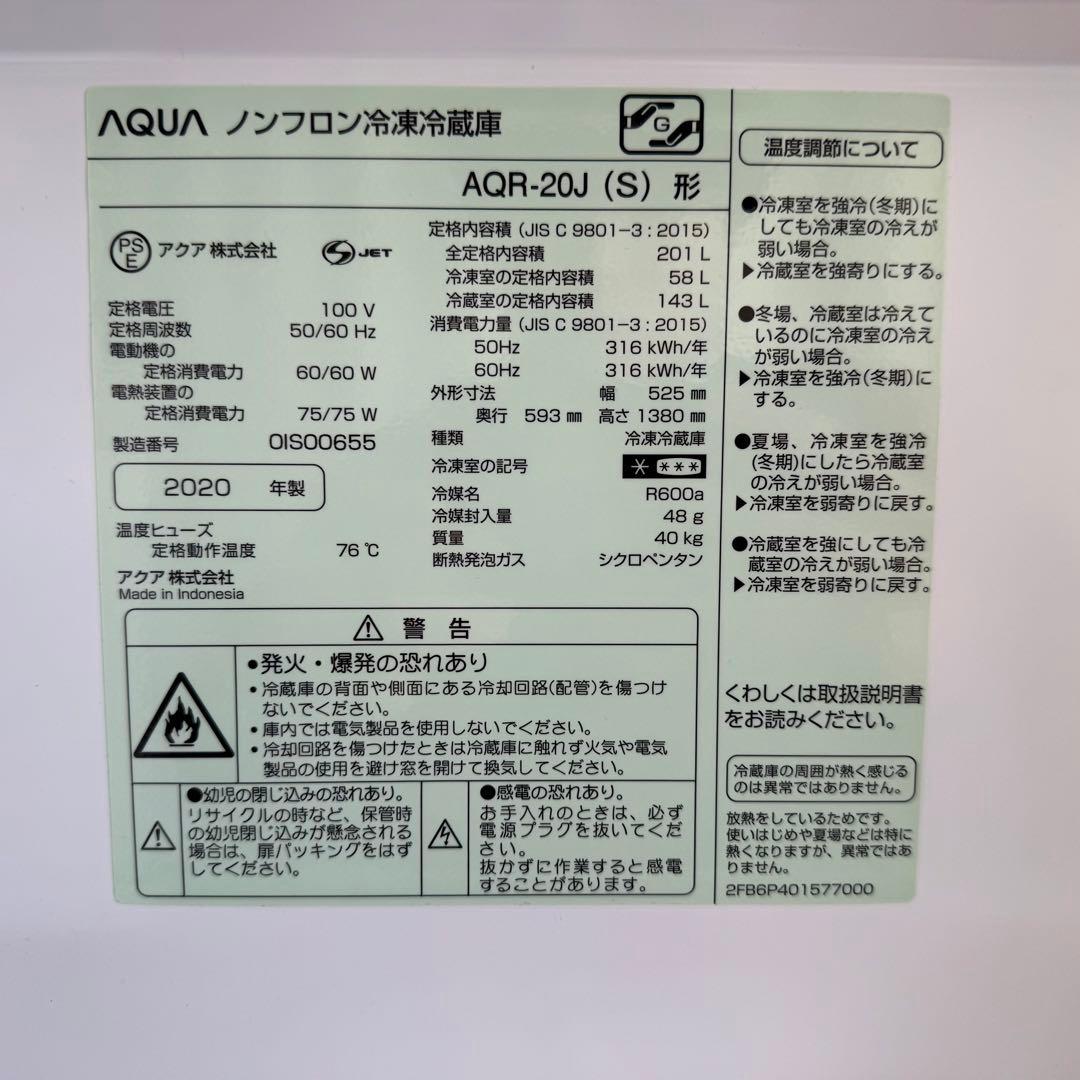 AQUA ノンフロン冷凍冷蔵庫
G
AQR-20J (S) 形
PS E アクア 株式会社 S JET
定格電圧 100 V
定格周波数 50/60 Hz
電動機の
定格消費電力 60/60 W
電熱装置の
定格消費電力 75/75 W
製造番号 OIS00655
2020 年製
温度ヒューズ
定格動作温度 76 ℃
アクア 株式会社
Made in Indonesia
定格内容積 (JIS C 9801-3 : 2015)
全定格内容積 201 L
冷凍室の定格内容積 58 L
冷蔵室の定格内容積 143 L
消費電力量 (JIS C 9801-3 : 2015)
50Hz 316 kWh/年
60Hz 316 kWh/年
外形寸法 幅 525 ㎜
奥行 593 ㎜ 高さ 1380 ㎜
種類 冷凍冷蔵庫
冷凍室の記号 * ***
冷媒名 R600a
冷媒封入量 48 g
質量 40 kg
断熱発泡ガス シクロペンタン
⚠ 警 告
●発火・爆発の恐れあり
・冷蔵庫の背面や側面にある冷却回路(配管)を傷つけ
ないでください。
・庫内では電気製品を使用しないでください。
・冷却回路を傷つけたときは冷蔵庫に触れず火気や電気
製品の使用を避け窓を開けて換気してください。
●幼児の閉じ込みの恐れあり。
リサイクルの時など、保管時
の幼児閉じ込みが懸念される
場合は、扉パッキングをはず
してください。
●感電の恐れあり。
お手入れのときは、必ず
電源プラグを抜いてくだ
さい。
抜かずに作業すると感電
することがあります。
温度調節について
●冷凍室を強冷(冬期)に
しても冷凍室の冷えが
弱い場合。
▶冷蔵室を強寄りにする。
●冬場、冷蔵室は冷えて
いるのに冷凍室の冷え
が弱い場合。
▶冷凍室を強冷(冬期)に
する。
●夏場、冷凍室を強冷
(冬期)にしたら冷蔵室
の冷えが弱い場合。
▶冷凍室を弱寄りに戻す。
●冷蔵室を強にしても冷
蔵室の冷えが弱い場合。
▶冷凍室を弱寄りに戻す。
くわしくは取扱説明書
をお読みください。
冷蔵庫の周囲が熱く感じる
のは異常ではありません。
放熱をしているためです。
使いはじめや夏場などは特に
熱くなりますが、異常ではあ
りません。
2FB6P401577000